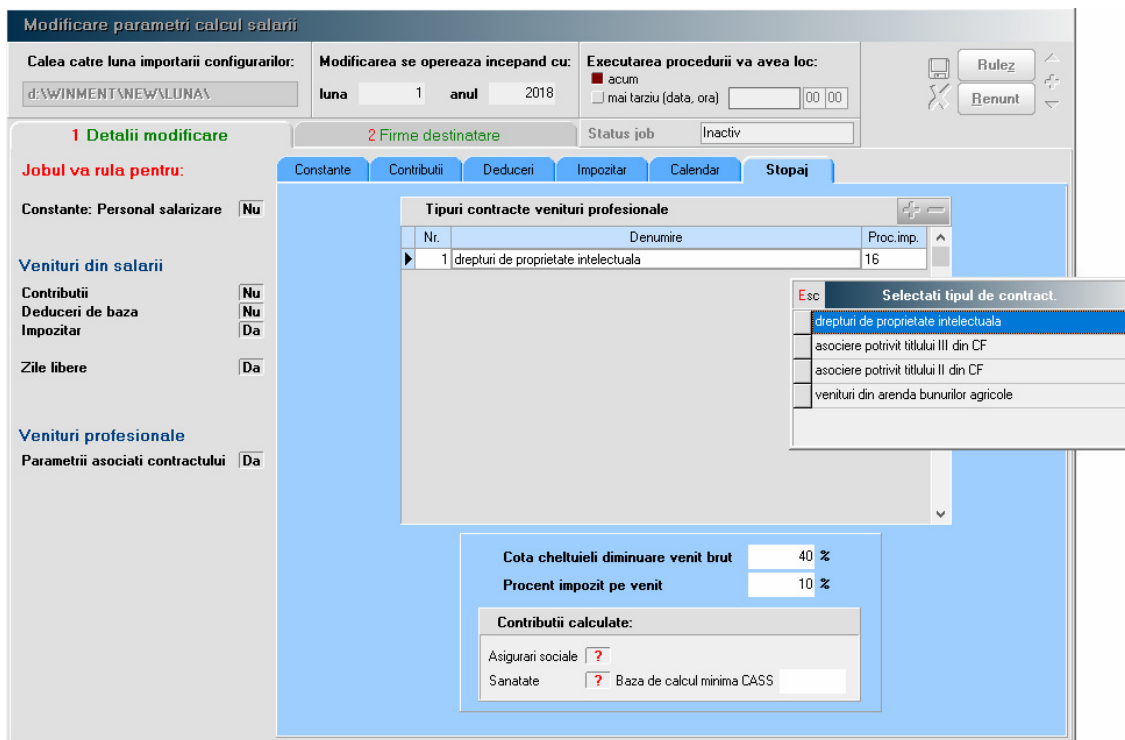 Modificare parametri calcul salarii
Calea catre luna importarii configurarilor:
d:\WINMENT\NEW\LUNA\
Modificarea se opereaza incepand cu:
luna 1 anul 2018
Executarea procedurii va avea loc:
acum
mai tarziu (data, ora) 00 00
Rulez
Renunt
1 Detalii modificare
2 Firme destinatare
Status job Inactiv
Jobul va rula pentru:
Constante: Personal salarizare Nu
Venituri din salarii
Contributii Nu
Deduceri de baza Nu
Impozitar Da
Zile libere Da
Venituri profesionale
Parametrii asociati contractului Da
Constante Contributii Deduceri Impozitar Calendar Stopaj
Tipuri contracte venituri profesionale
Nr. Denumire Proc.imp.
1 drepturi de proprietate intelectuala 16
Esc Selectati tipul de contract.
drepturi de proprietate intelectuala
asociere potrivit titlului III din CF
asociere potrivit titlului II din CF
venituri din arenda bunurilor agricole
Cota cheltuieli diminuare venit brut 40 %
Procent impozit pe venit 10 %
Contributii calculate:
Asigurari sociale ?
Sanatate ? Baza de calcul minima CASS